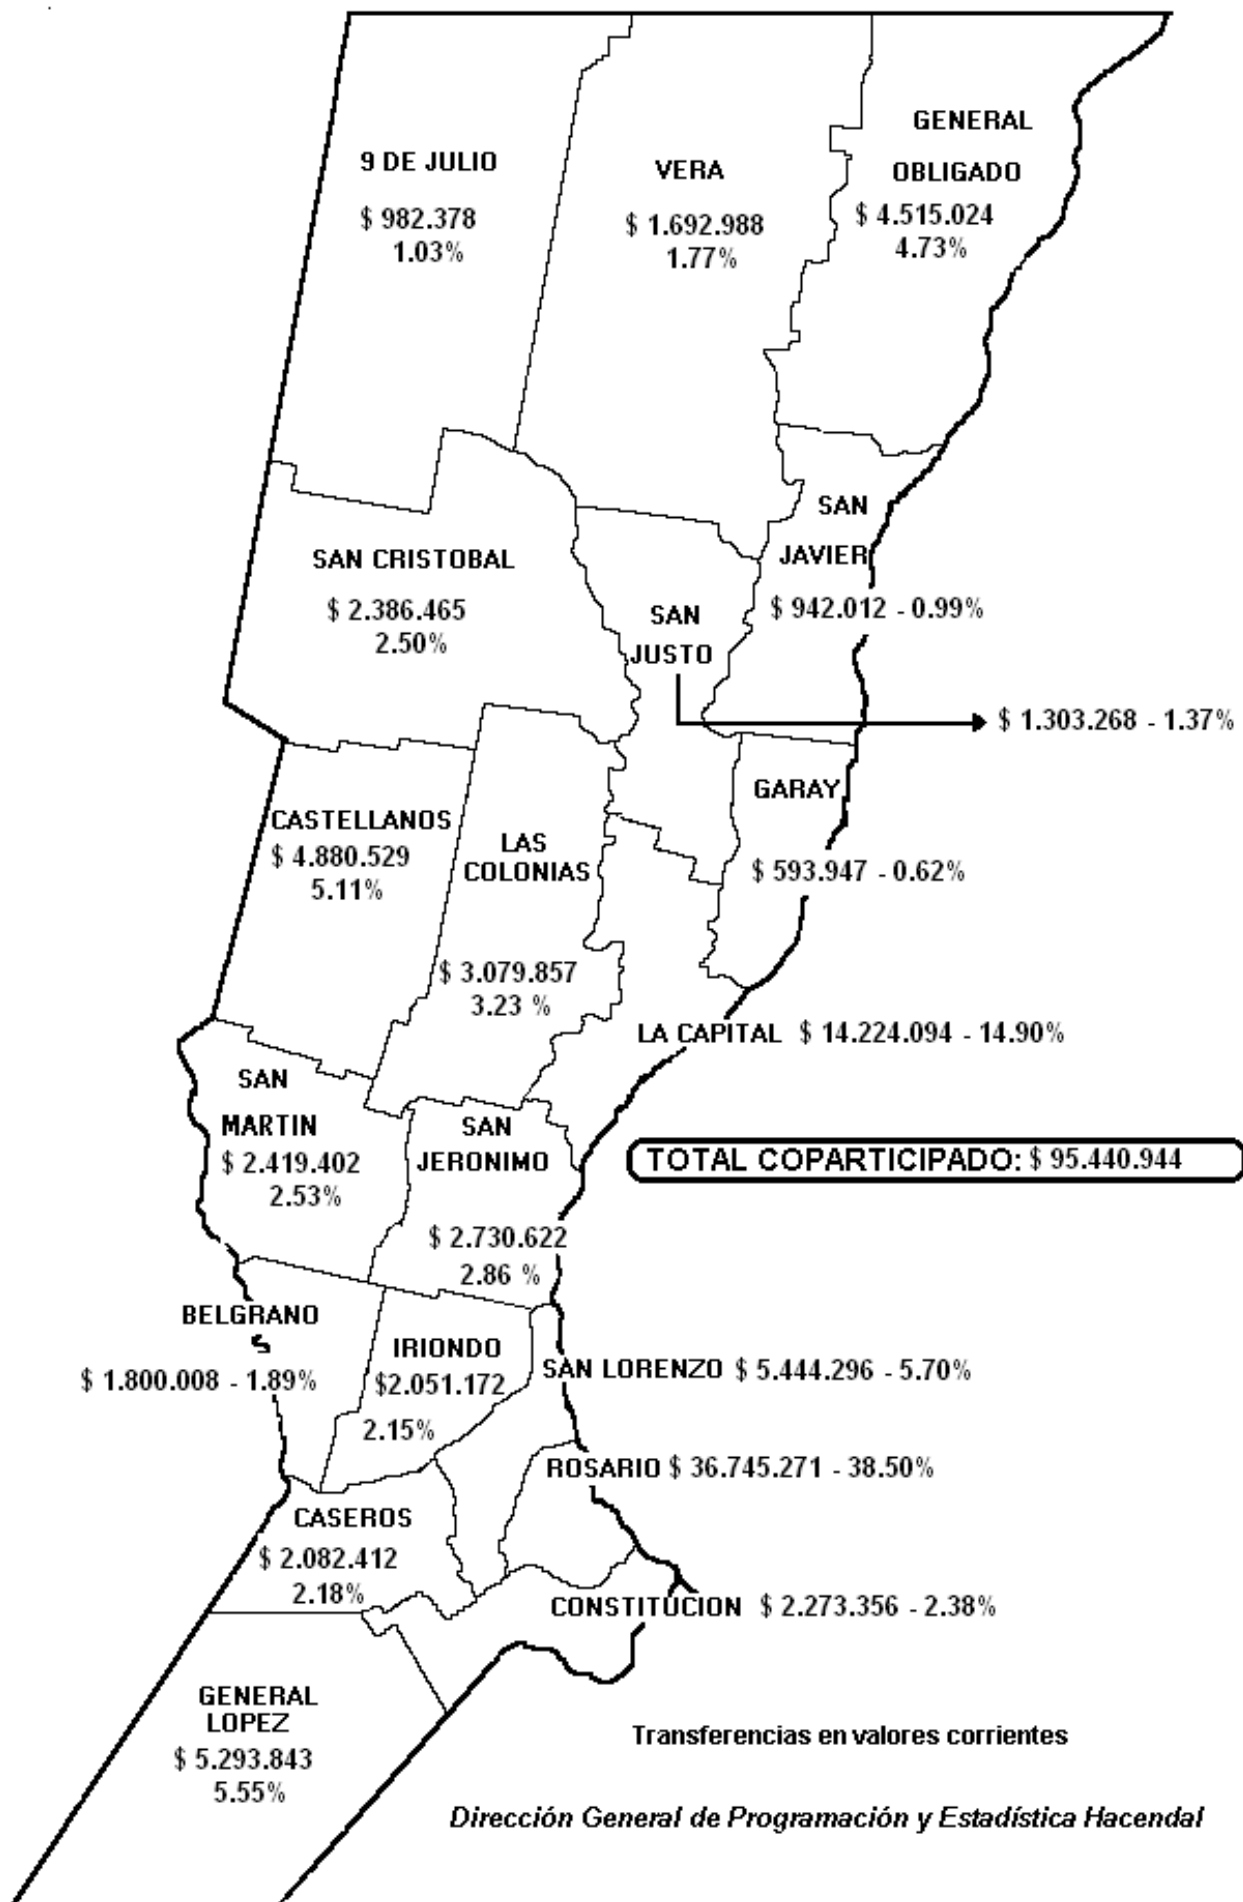 9 DE JULIO
$ 982.378
1.03%
VERA
$ 1.692.988
1.77%
GENERAL
OBLIGADO
$ 4.515.024
4.73%
SAN CRISTOBAL
$ 2.386.465
2.50%
SAN
JUSTO
$ 1.303.268 - 1.37%
SAN
JAVIER
$ 942.012 - 0.99%
CASTELLANOS
$ 4.880.529
5.11%
LAS
COLONIAS
$ 3.079.857
3.23 %
GARAY
$ 593.947 - 0.62%
LA CAPITAL $ 14.224.094 - 14.90%
SAN
MARTIN
$ 2.419.402
2.53%
SAN
JERONIMO
$ 2.730.622
2.86 %
TOTAL COPARTICIPADO: $ 95.440.944
BELGRANO
$ 1.800.008 - 1.89%
IRIONDO
$2.051.172
2.15%
SAN LORENZO $ 5.444.296 - 5.70%
ROSARIO $ 36.745.271 - 38.50%
CASEROS
$ 2.082.412
2.18%
CONSTITUCION $ 2.273.356 - 2.38%
GENERAL
LOPEZ
$ 5.293.843
5.55%
Transferencias en valores corrientes
Dirección General de Programación y Estadística Hacendal